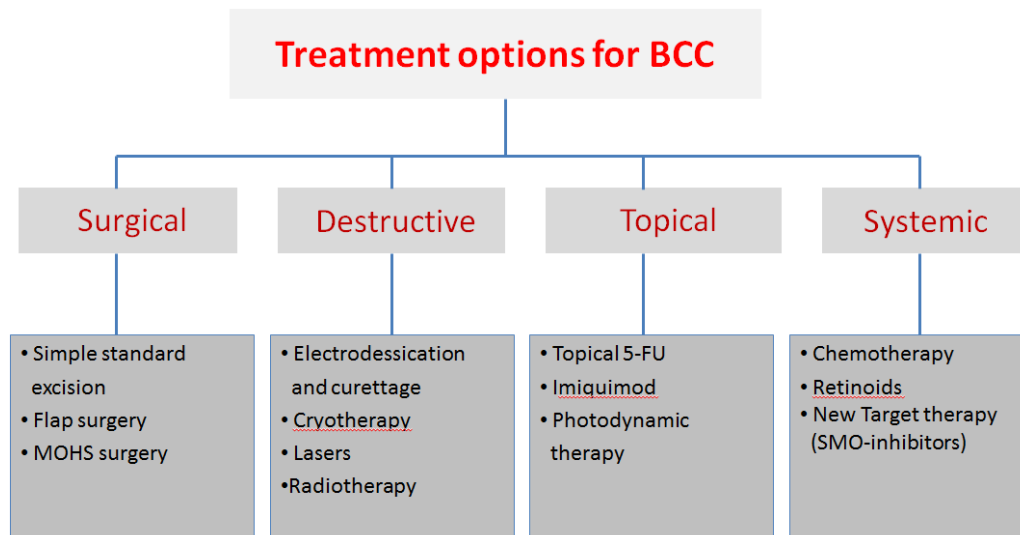 Treatment options for BCC
Surgical
Destructive
Topical
Systemic
• Simple standard
excision
• Flap surgery
• MOHS surgery
• Electrodessication
and curettage
• Cryotherapy
• Lasers
•Radiotherapy
• Topical 5-FU
• Imiquimod
• Photodynamic
therapy
• Chemotherapy
• Retinoids
• New Target therapy
(SMO-inhibitors)